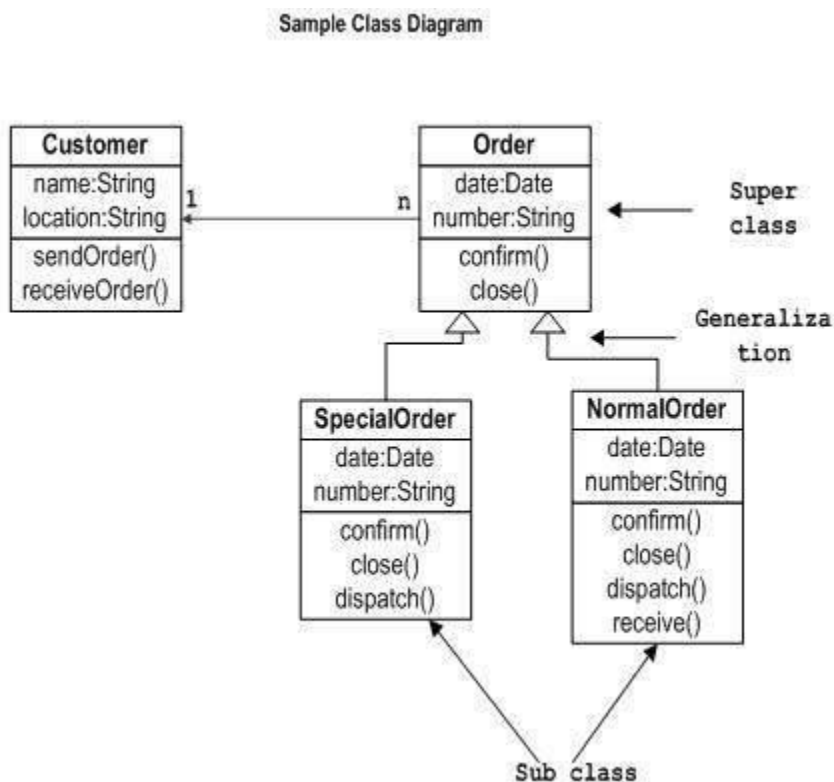 Sample Class Diagram
Customer
name:String
location:String
sendOrder()
receiveOrder()
1
n
Order
date:Date
number:String
confirm()
close()
Super
class
Generaliza
tion
SpecialOrder
date:Date
number:String
confirm()
close()
dispatch()
NormalOrder
date:Date
number:String
confirm()
close()
dispatch()
receive()
Sub class